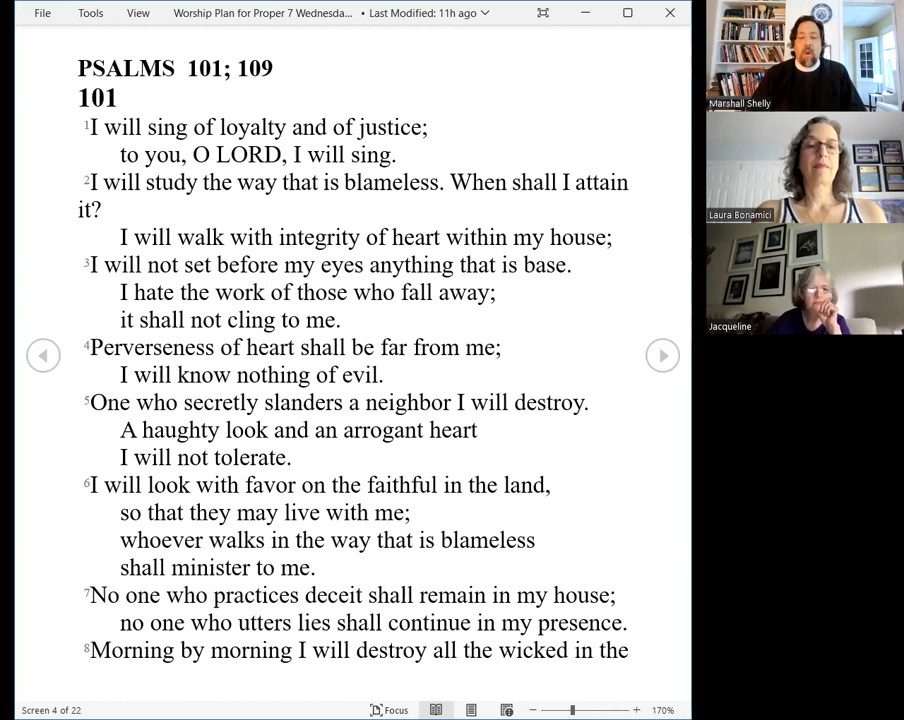 File Tools Worship Plan for Proper 7 Wednesda... • Last Modified: 11h ago
PSALMS 101; 109
101
1I will sing of loyalty and of justice;
to you, O LORD, I will sing.
2I will study the way that is blameless. When shall I attain
it?
I will walk with integrity of heart within my house;
3I will not set before my eyes anything that is base.
I hate the work of those who fall away;
it shall not cling to me.
4Perverseness of heart shall be far from me;
I will know nothing of evil.
5One who secretly slanders a neighbor I will destroy.
A haughty look and an arrogant heart
I will not tolerate.
6I will look with favor on the faithful in the land,
so that they may live with me;
whoever walks in the way that is blameless
shall minister to me.
7No one who practices deceit shall remain in my house;
no one who utters lies shall continue in my presence.
8Morning by morning I will destroy all the wicked in the
Screen 4 of 22 Focus 170%
Marshall Shelly
Laura Bonamici
Jacqueline